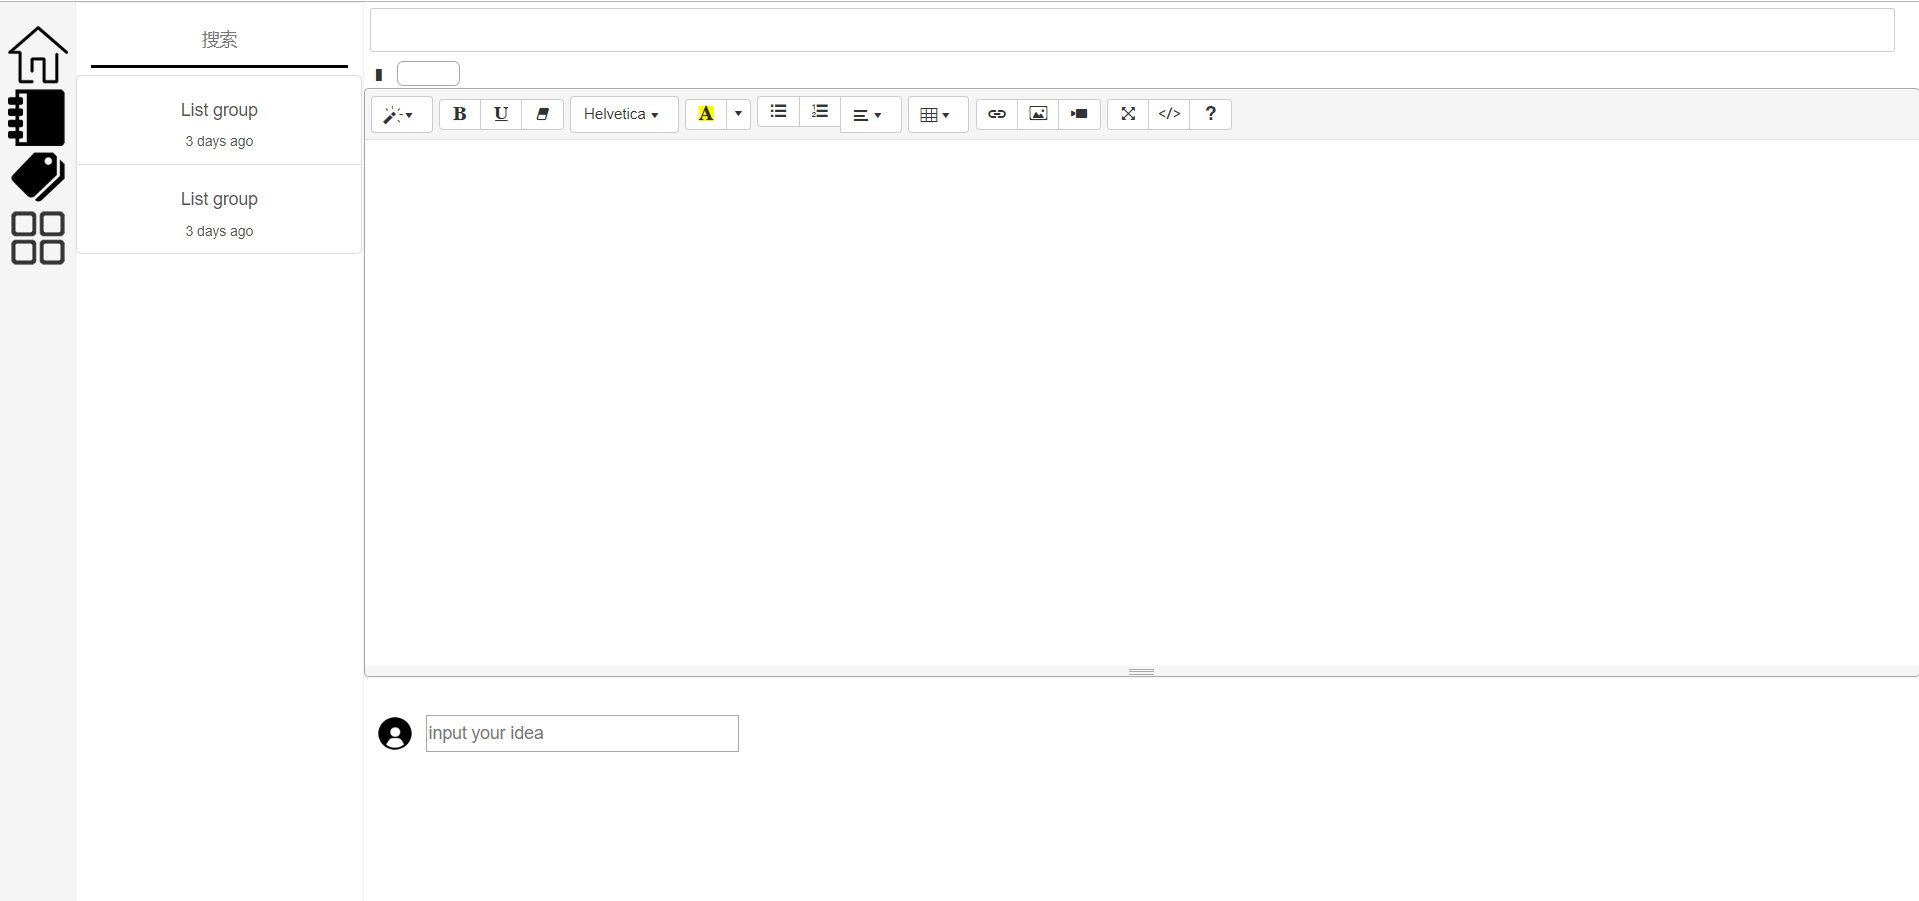 搜索
List group
3 days ago
List group
3 days ago
B U Helvetica A </> ?
input your idea